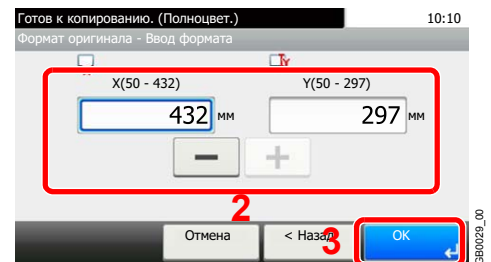 Готов к копированию. (Полноцвет.) 10:10
Формат оригинала - Ввод формата
X(50 - 432) Y(50 - 297)
432 мм 297 мм
− +
2
Отмена < Назад 3 OK
GB0029_00